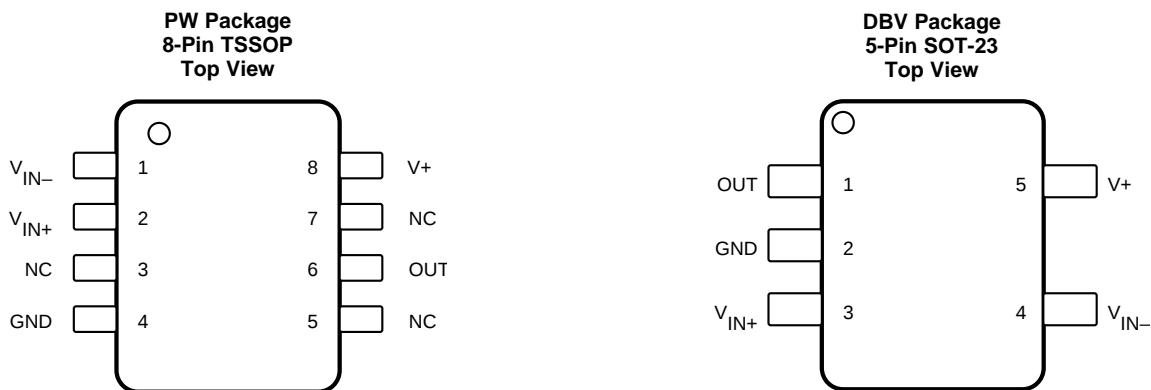 PW Package
8-Pin TSSOP
Top View
V_IN– 1 8 V+
V_IN+ 2 7 NC
NC 3 6 OUT
GND 4 5 NC
DBV Package
5-Pin SOT-23
Top View
OUT 1 5 V+
GND 2
V_IN+ 3 4 V_IN–